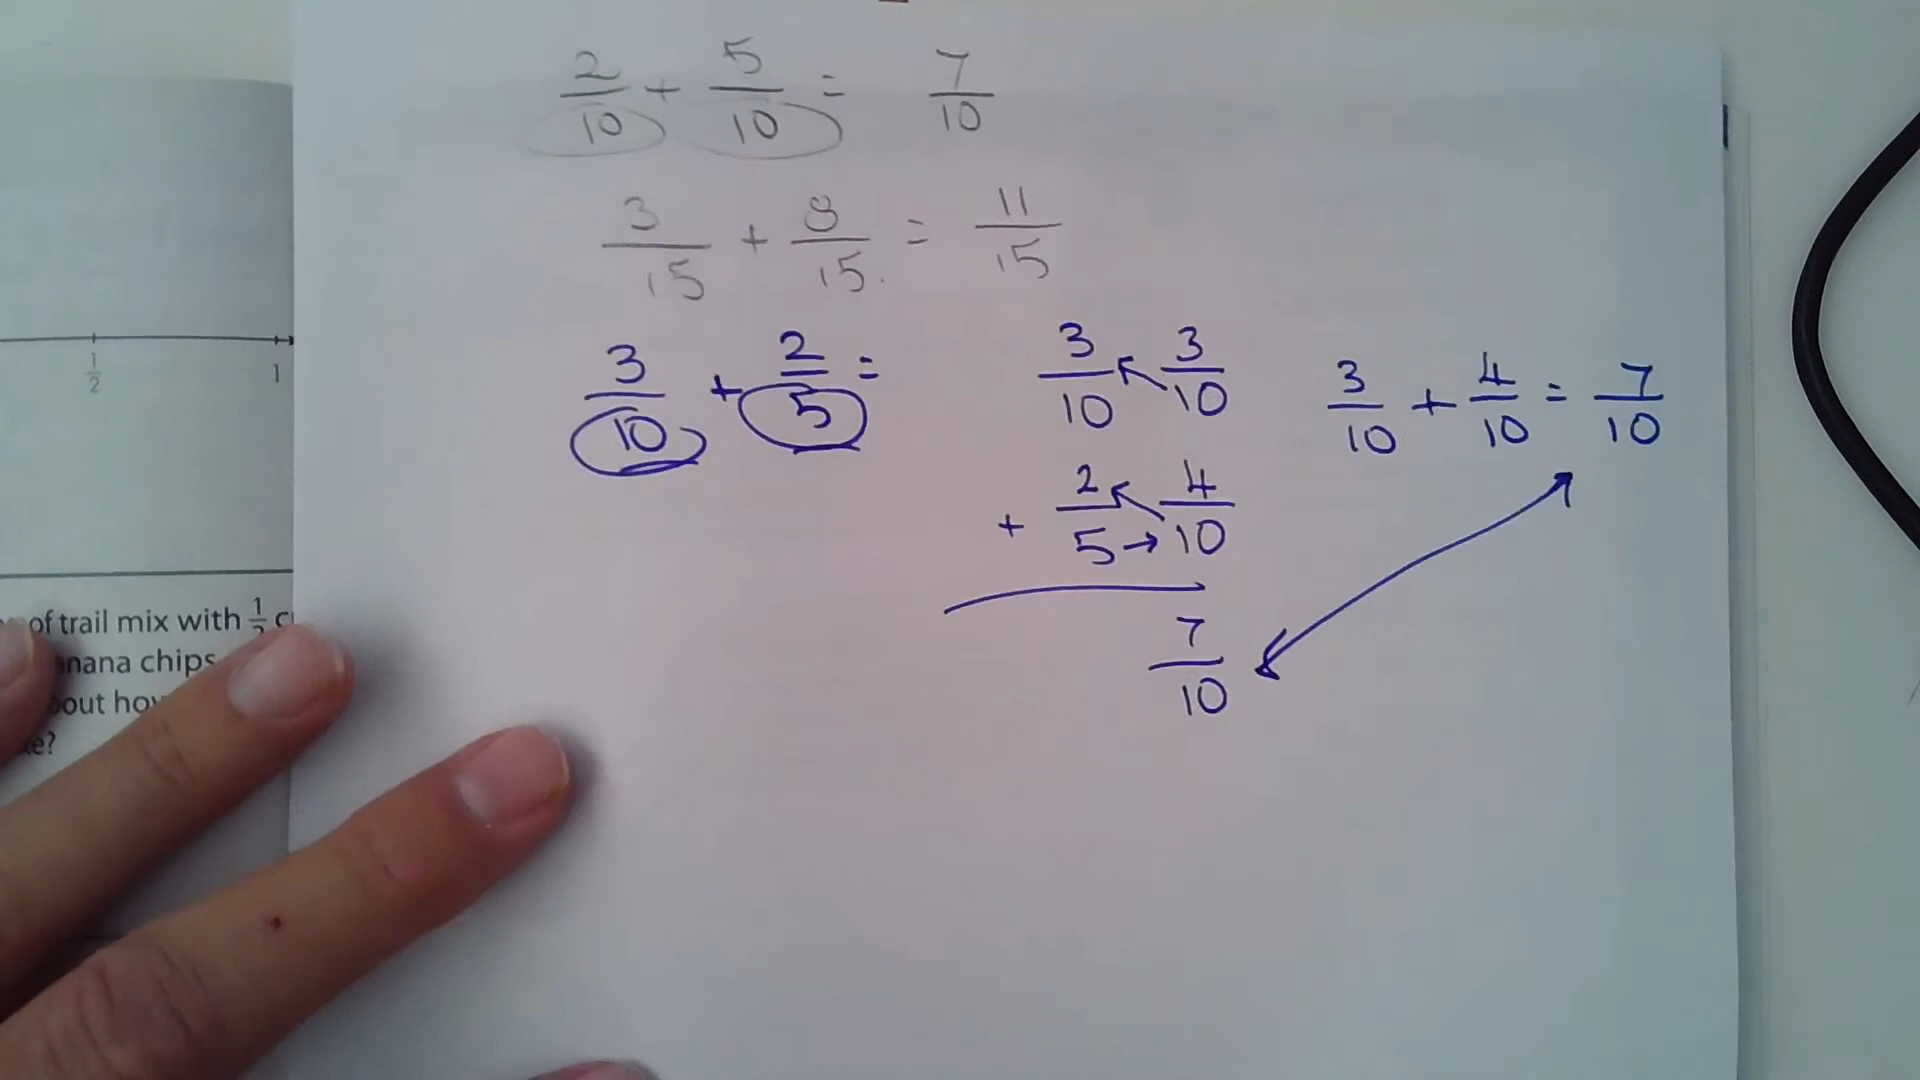 2/10 + 5/10 = 7/10
3/15 + 8/15 = 11/15
3/10 + 2/5 =
3/10 ↖ 3/10
+ 2/5 ↖ → 4/10
7/10
3/10 + 4/10 = 7/10
1/2 1
of trail mix with
anana chips
out
?